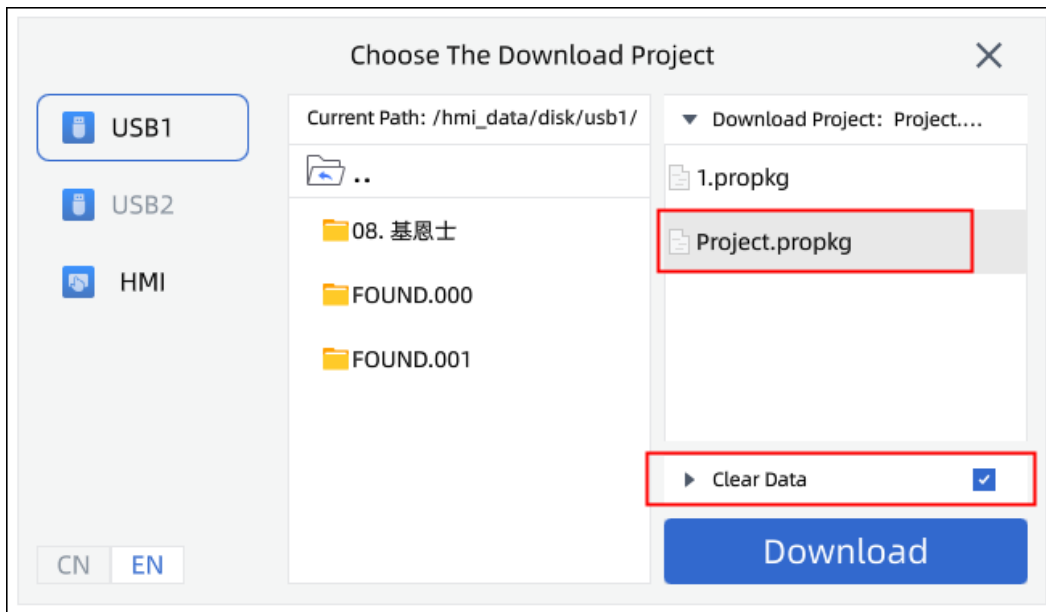 Choose The Download Project
USB1
USB2
HMI
CN EN
Current Path: /hmi_data/disk/usb1/
..
08. 基恩士
FOUND.000
FOUND.001
Download Project: Project....
1.propkg
Project.propkg
Clear Data
Download